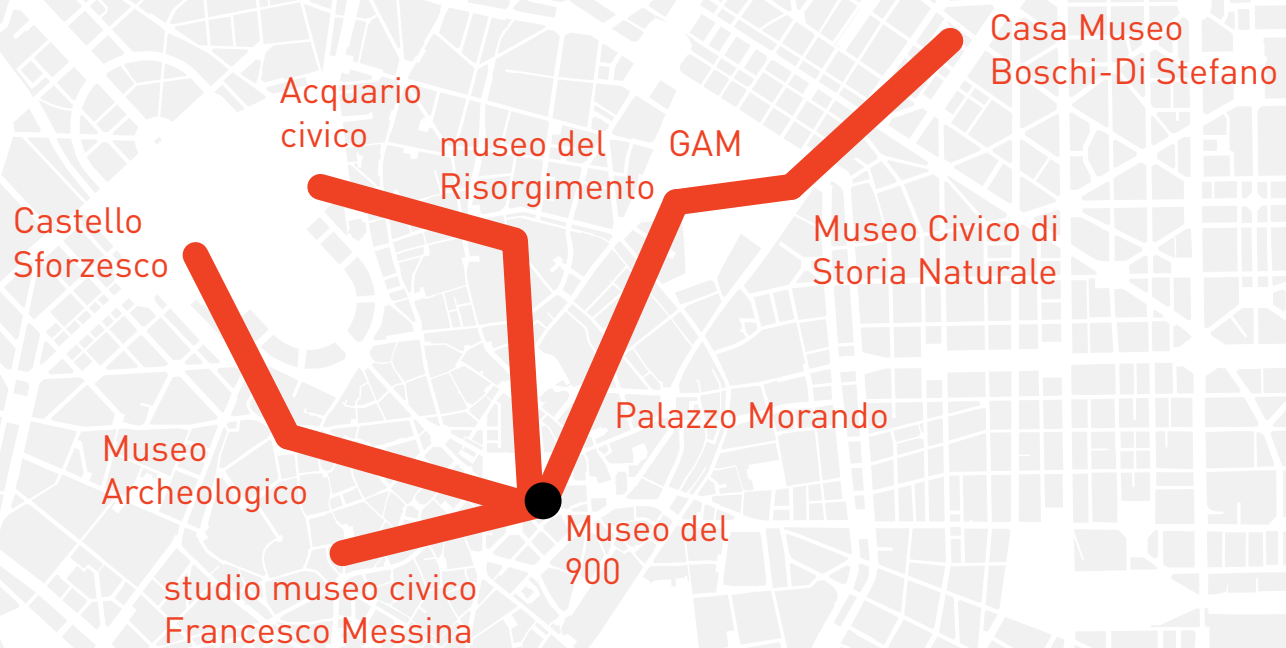 Casa Museo
Boschi-Di Stefano
Acquario
civico
museo del
Risorgimento
GAM
Castello
Sforzesco
Museo Civico di
Storia Naturale
Palazzo Morando
Museo
Archeologico
Museo del
900
studio museo civico
Francesco Messina